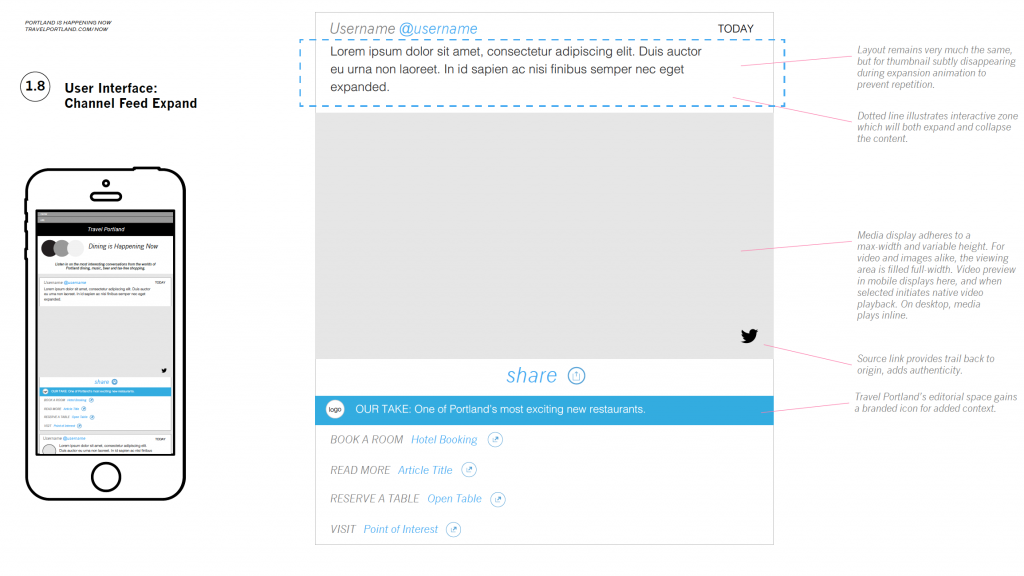 PORTLAND IS HAPPENING NOW
TRAVELPORTLAND.COM/NOW
1.8
User Interface:
Channel Feed Expand
Travel Portland
Dining is Happening Now
Listen in on the most interesting conversations from the worlds of
Portland dining, music, beer and tax-free shopping.
Username @username
TODAY
Lorem ipsum dolor sit amet, consectetur adipiscing elit. Duis auctor
eu urna non laoreet. In id sapien ac nisi finibus semper nec eget
expanded.
share
OUR TAKE: One of Portland's most exciting new restaurants.
BOOK A ROOM Hotel Booking
READ MORE Article Title
RESERVE A TABLE Open Table
VISIT Point of Interest
Username @username
TODAY
Lorem ipsum dolor sit amet, consectetur adipiscing elit.
Duis auctor eu urna non laoreet. In id sapien ac nisi finibus
Username @username
TODAY
Lorem ipsum dolor sit amet, consectetur adipiscing elit. Duis auctor
eu urna non laoreet. In id sapien ac nisi finibus semper nec eget
expanded.
share
logo
OUR TAKE: One of Portland's most exciting new restaurants.
BOOK A ROOM Hotel Booking
READ MORE Article Title
RESERVE A TABLE Open Table
VISIT Point of Interest
Layout remains very much the same,
but for thumbnail subtly disappearing
during expansion animation to
prevent repetition.
Dotted line illustrates interactive zone
which will both expand and collapse
the content.
Media display adheres to a
max-width and variable height. For
video and images alike, the viewing
area is filled full-width. Video preview
in mobile displays here, and when
selected initiates native video
playback. On desktop, media
plays inline.
Source link provides trail back to
origin, adds authenticity.
Travel Portland's editorial space gains
a branded icon for added context.